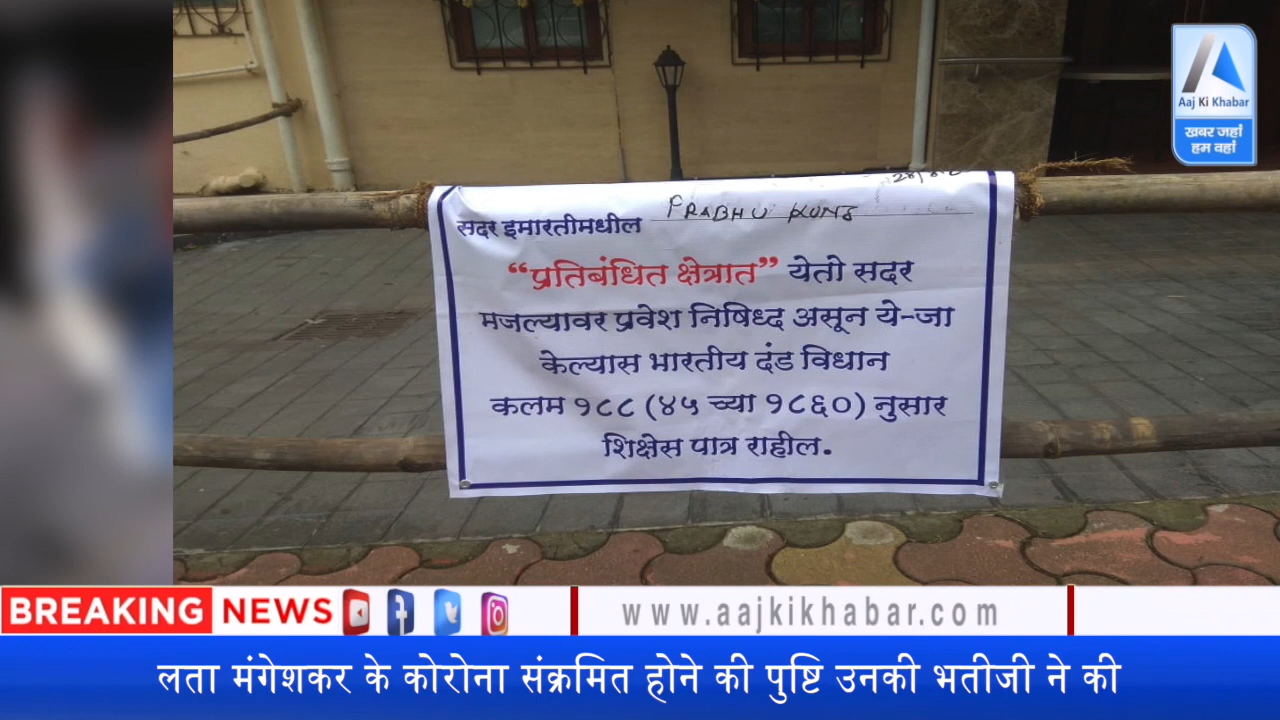 Aaj Ki Khabar
ख़बर जहां
हम वहां
सदर इमारतीमधील PRABHU KUNJ
“प्रतिबंधित क्षेत्रात” येतो सदर
मजल्यावर प्रवेश निषिध्द असून ये-जा
केल्यास भारतीय दंड विधान
कलम १८८ (४५ च्या १८६०) नुसार
शिक्षेस पात्र राहील.
BREAKING NEWS
www.aajkikhabar.com
लता मंगेशकर के कोरोना संक्रमित होने की पुष्टि उनकी भतीजी ने की